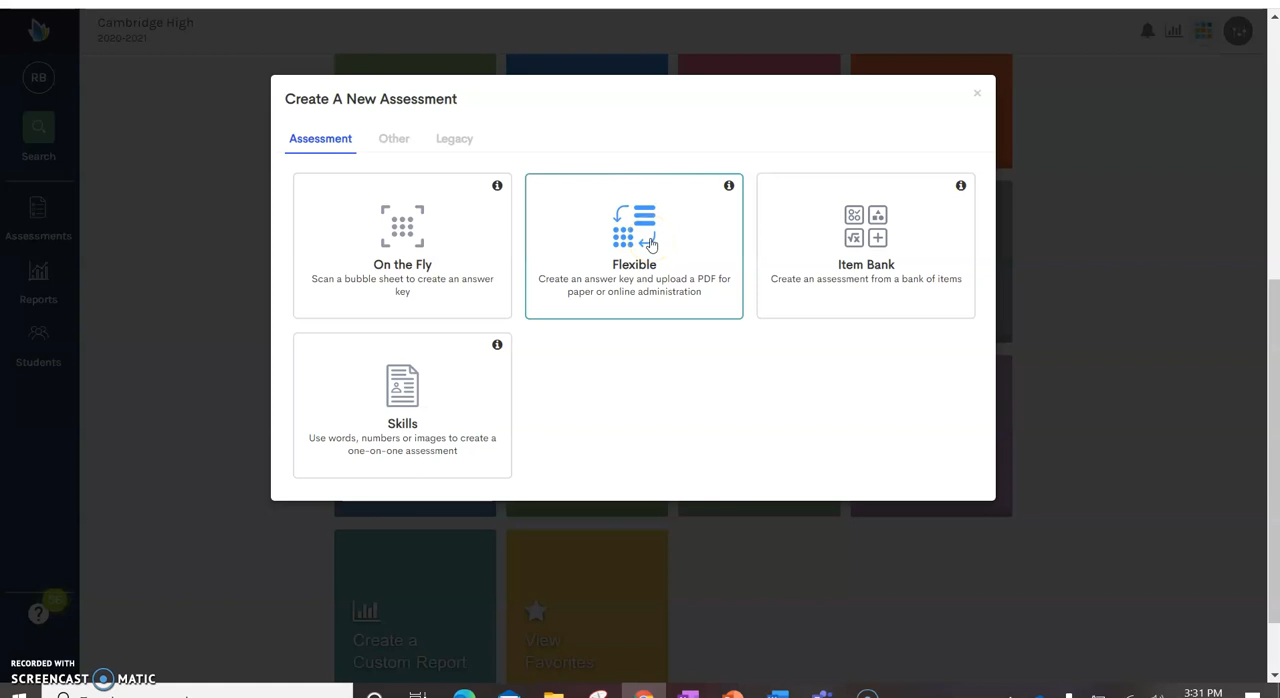 Cambridge High
2020-2021
RB
Search
Assessments
Reports
Students
Create A New Assessment
×
Assessment
Other
Legacy
On the Fly
Scan a bubble sheet to create an answer
key
Flexible
Create an answer key and upload a PDF for
paper or online administration
Item Bank
Create an assessment from a bank of items
Skills
Use words, numbers or images to create a
one-on-one assessment
Create a
Custom Report
View
Favorites
RECORDED WITH
SCREENCAST MATIC
3:31 PM